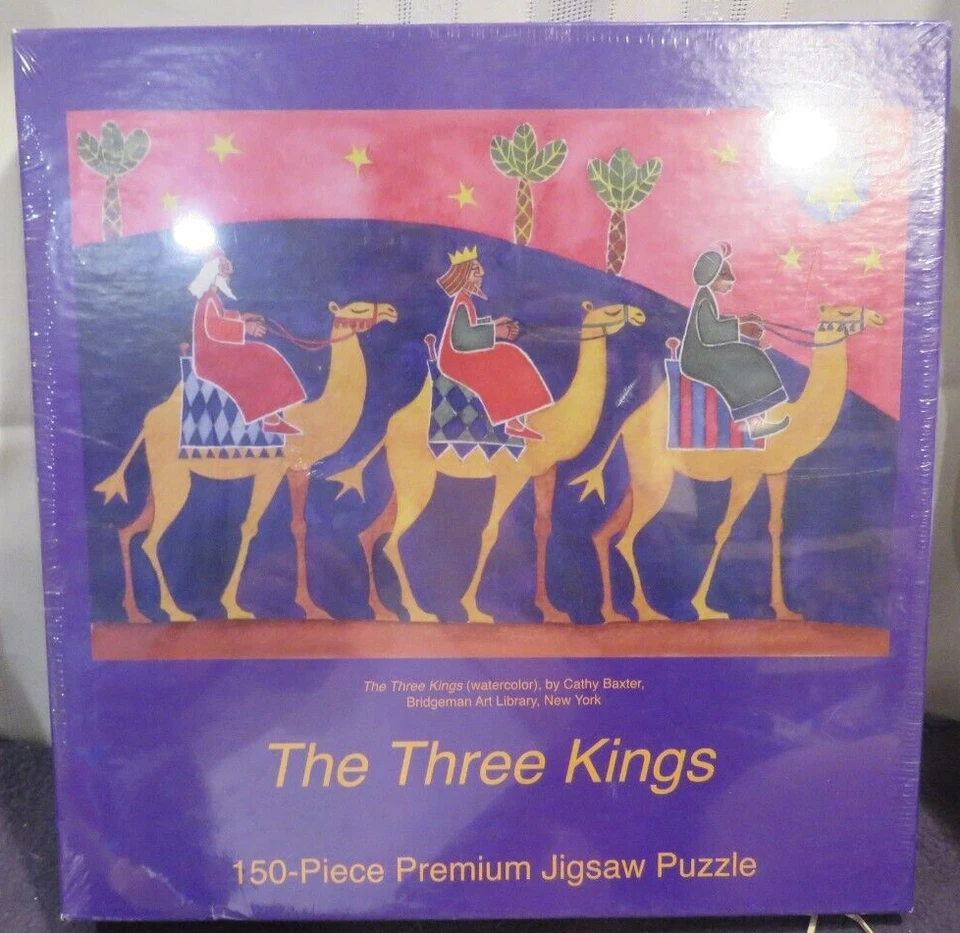 The Three Kings (watercolor), by Cathy Baxter,
Bridgeman Art Library, New York
The Three Kings
150-Piece Premium Jigsaw Puzzle